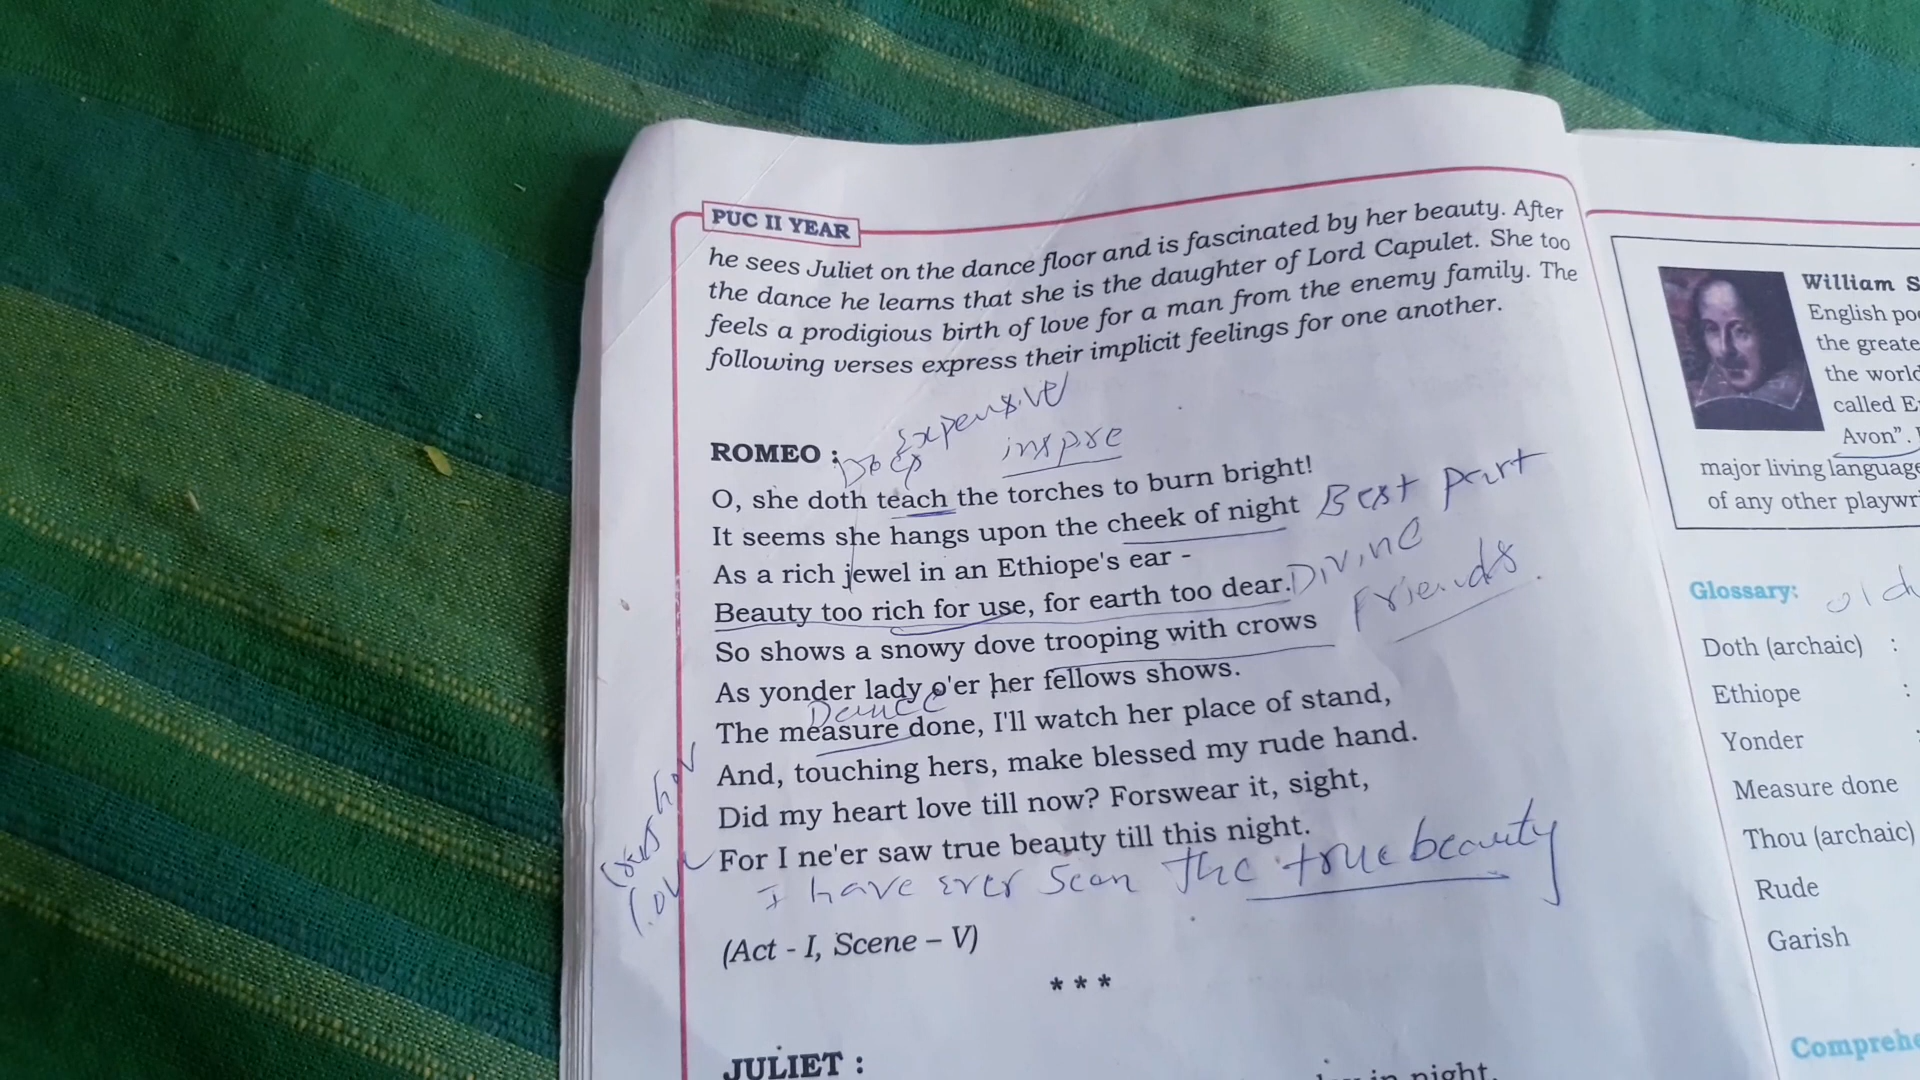 PUC II YEAR
he sees Juliet on the dance floor and is fascinated by her beauty. After
the dance he learns that she is the daughter of Lord Capulet. She too
feels a prodigious birth of love for a man from the enemy family. The
following verses express their implicit feelings for one another.
Expensive
ROMEO : Does inspre
O, she doth teach the torches to burn bright!
It seems she hangs upon the cheek of night Best part
As a rich jewel in an Ethiope's ear -
Beauty too rich for use, for earth too dear. Divine
So shows a snowy dove trooping with crows Friends
As yonder lady o'er her fellows shows.
Dance
The measure done, I'll watch her place of stand,
And, touching hers, make blessed my rude hand.
Did my heart love till now? Forswear it, sight,
For I ne'er saw true beauty till this night.
I have ever seen the true beauty
(Act - I, Scene – V)
* * *
JULIET :
in night,
William S
English po
the greate
the world
called E
Avon".
major living language
of any other playwri
Glossary: old
Doth (archaic) :
Ethiope :
Yonder :
Measure done
Thou (archaic)
Rude
Garish
Comprehe